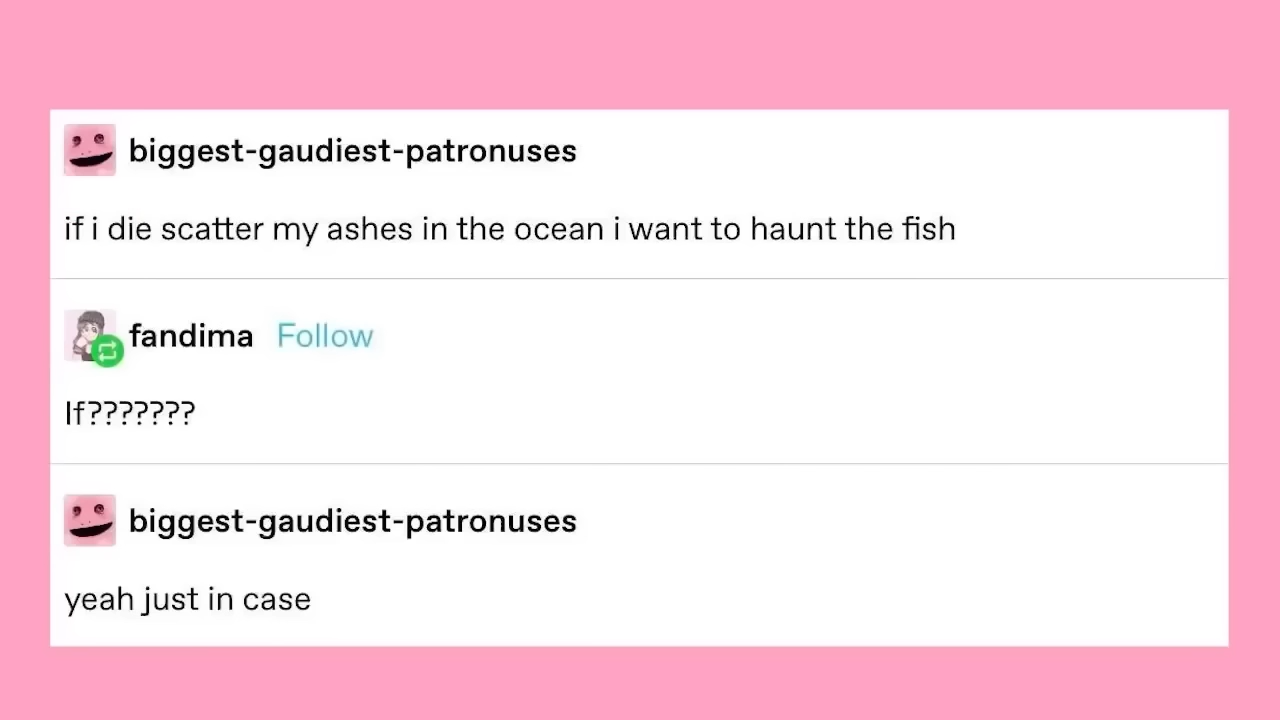 biggest-gaudiest-patronuses
if i die scatter my ashes in the ocean i want to haunt the fish
fandima Follow
If???????
biggest-gaudiest-patronuses
yeah just in case